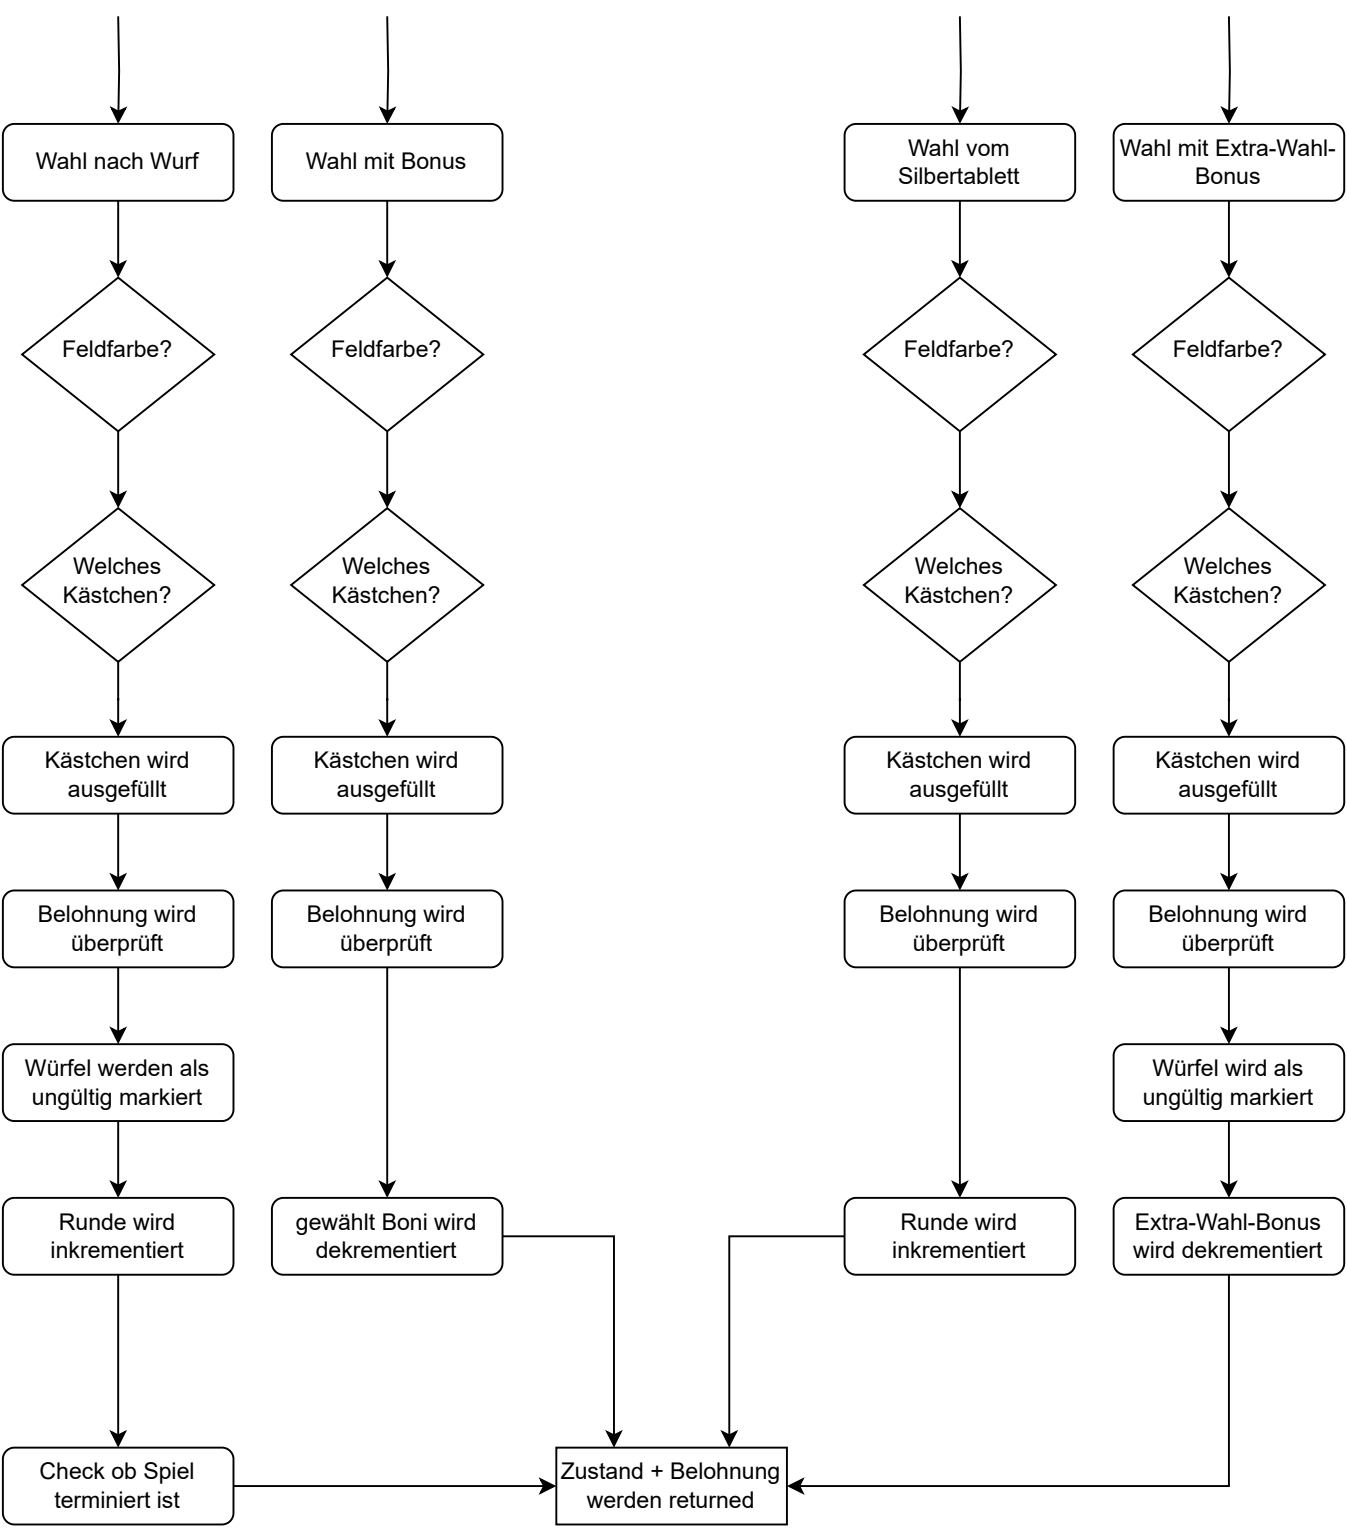 Wahl nach Wurf
Wahl mit Bonus
Wahl vom
Silbertablett
Wahl mit Extra-Wahl-
Bonus
Feldfarbe?
Feldfarbe?
Feldfarbe?
Feldfarbe?
Welches
Kästchen?
Welches
Kästchen?
Welches
Kästchen?
Welches
Kästchen?
Kästchen wird
ausgefüllt
Kästchen wird
ausgefüllt
Kästchen wird
ausgefüllt
Kästchen wird
ausgefüllt
Belohnung wird
überprüft
Belohnung wird
überprüft
Belohnung wird
überprüft
Belohnung wird
überprüft
Würfel werden als
ungültig markiert
Würfel wird als
ungültig markiert
Runde wird
inkrementiert
gewählt Boni wird
dekrementiert
Runde wird
inkrementiert
Extra-Wahl-Bonus
wird dekrementiert
Check ob Spiel
terminiert ist
Zustand + Belohnung
werden returned